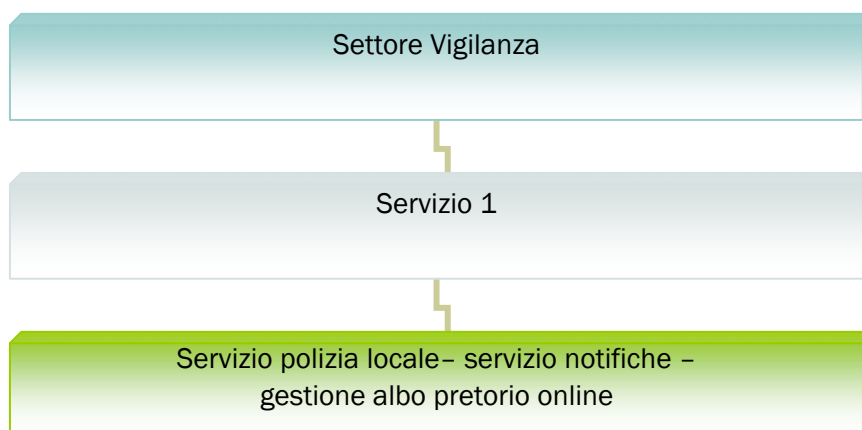 Settore Vigilanza
Servizio 1
Servizio polizia locale– servizio notifiche –
gestione albo pretorio online